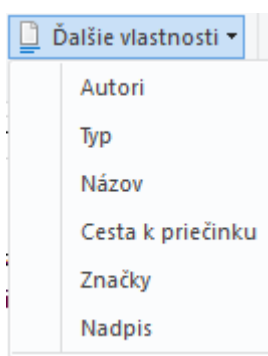 Ďalšie vlastnosti
Autori
Typ
Názov
Cesta k priečinku
Značky
Nadpis